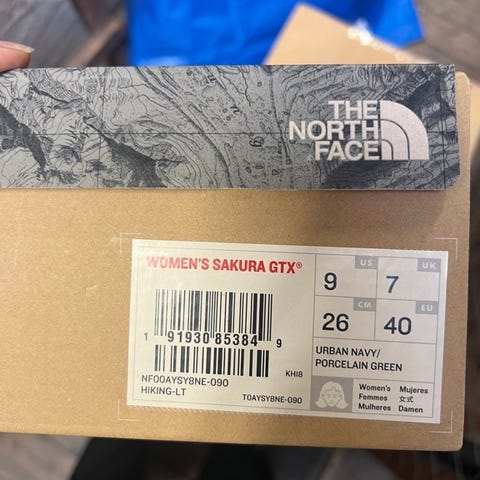 THE
NORTH
FACE
WOMEN'S SAKURA GTX®
9 US
7 UK
26 CM
40 EU
1 91930 85384 9
URBAN NAVY/
PORCELAIN GREEN
KHI8
NF00AYSY8NE-090
HIKING-LT
T0AYSY8NE-090
Women's Mujeres
Femmes 女式
Mulheres Damen